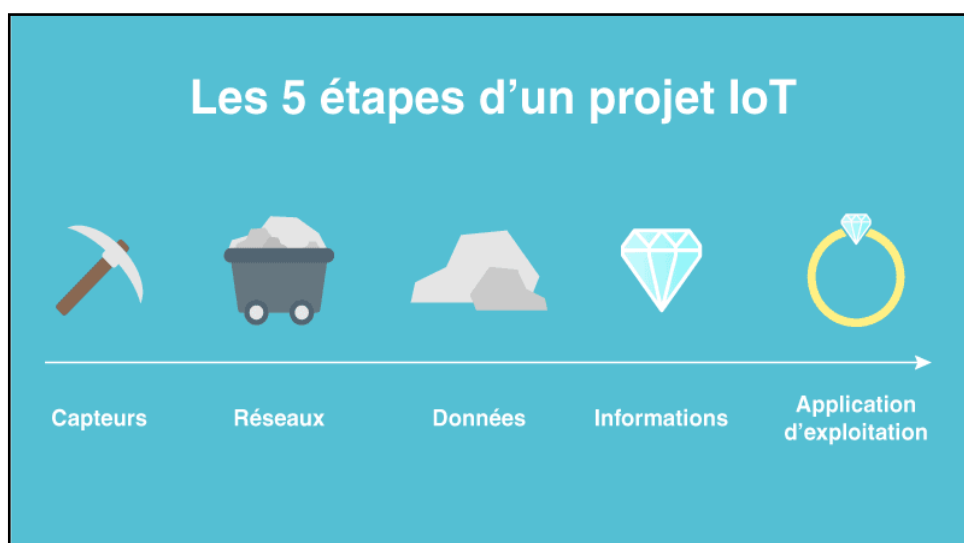 Les 5 étapes d'un projet IoT
Capteurs
Réseaux
Données
Informations
Application
d'exploitation